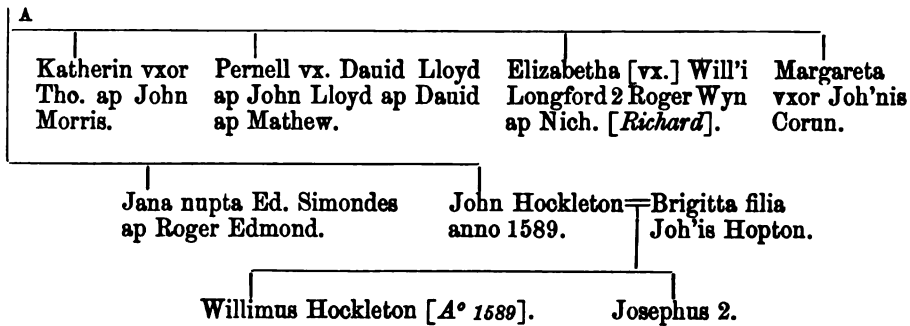 A
Katherin vxor
Tho. ap John
Morris.
Pernell vx. Dauid Lloyd
ap John Lloyd ap Dauid
ap Mathew.
Elizabetha [vx.] Will'i
Longford 2 Roger Wyn
ap Nich. [Richard].
Margareta
vxor Joh'nis
Corun.
Jana nupta Ed. Simondes
ap Roger Edmond.
John Hockleton
anno 1589.
Brigitta filia
Joh'is Hopton.
Willimus Hockleton [Aº 1589].
Josephus 2.